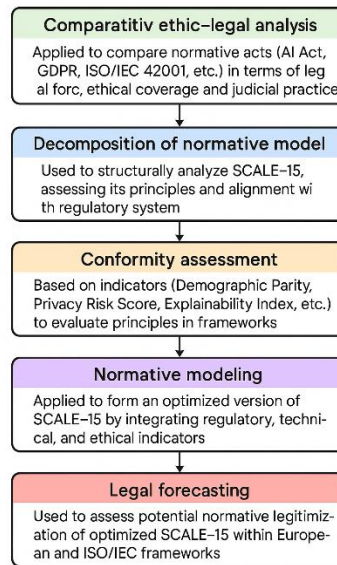 Comparatitiv ethic–legal analysis
Applied to compare normative acts (AI Act,
GDPR, ISO/IEC 42001, etc.) in terms of leg
al forc, ethical coverage and judicial practice
Decomposition of normative model
Used to structurally analyze SCALE–15,
assessing its principles and alignment wi
th regulatory system
Conformity assessment
Based on indicators (Demographic Parity,
Privacy Risk Score, Explainability Index, etc.)
to evaluate principles in frameworks
Normative modeling
Applied to form an optimized version of
SCALE–15 by integrating regulatory, techni-
cal, and ethical indicators
Legal forecasting
Used to assess potential normative legitimiz-
ation of optimized SCALE–15 within Europe-
an and ISO/IEC frameworks